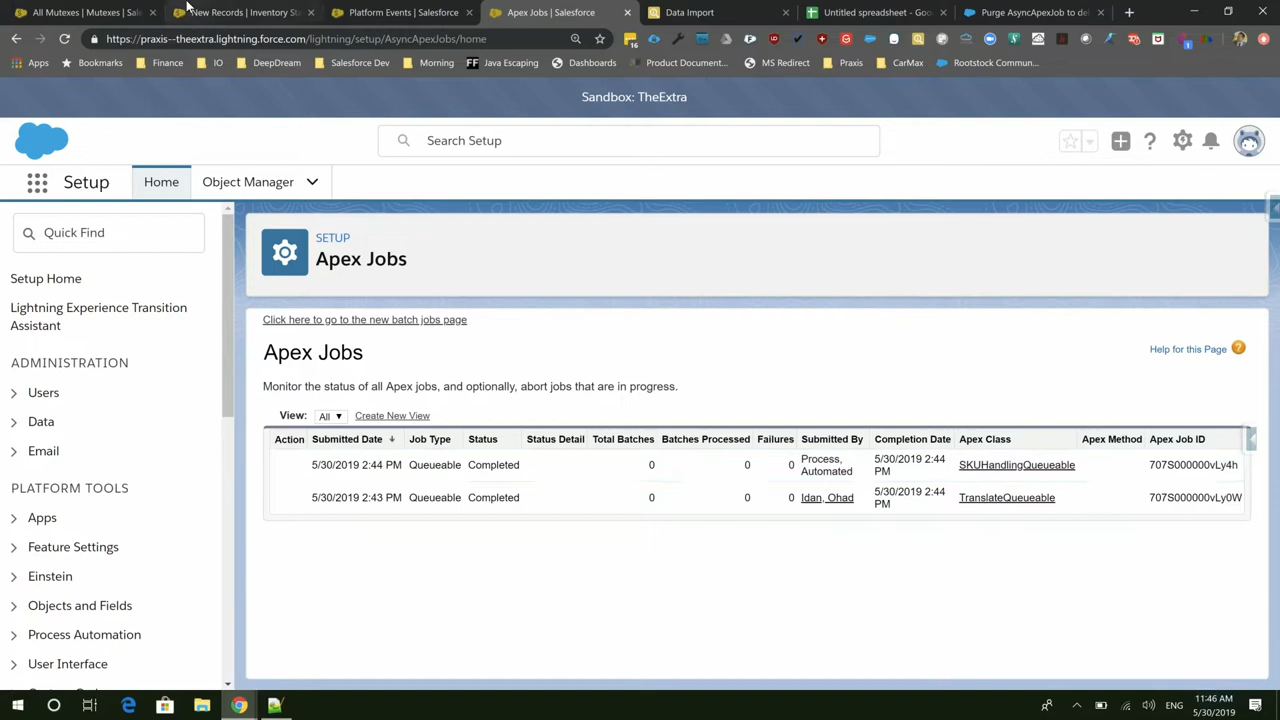 All Mutexes | Mutexes | Sale
New Records | Inventory Sta
Platform Events | Salesforce
Apex Jobs | Salesforce
Data Import
Untitled spreadsheet - Goo
Purge AsyncApexJob to del
https://praxis--theextra.lightning.force.com/lightning/setup/AsyncApexJobs/home
16
Apps
Bookmarks
Finance
IO
DeepDream
Salesforce Dev
Morning
Java Escaping
Dashboards
Product Document...
MS Redirect
Praxis
CarMax
Rootstock Commun...
Sandbox: TheExtra
Search Setup
Setup
Home
Object Manager
Quick Find
Setup Home
Lightning Experience Transition
Assistant
ADMINISTRATION
Users
Data
Email
PLATFORM TOOLS
Apps
Feature Settings
Einstein
Objects and Fields
Process Automation
User Interface
SETUP
Apex Jobs
Click here to go to the new batch jobs page
Apex Jobs
Help for this Page ?
Monitor the status of all Apex jobs, and optionally, abort jobs that are in progress.
View: All Create New View
Action Submitted Date Job Type Status Status Detail Total Batches Batches Processed Failures Submitted By Completion Date Apex Class Apex Method Apex Job ID
5/30/2019 2:44 PM Queueable Completed 0 0 0 Process, Automated 5/30/2019 2:44 PM SKUHandlingQueueable 707S000000vLy4h
5/30/2019 2:43 PM Queueable Completed 0 0 0 Idan, Ohad 5/30/2019 2:44 PM TranslateQueueable 707S000000vLy0W
ENG
11:46 AM
5/30/2019